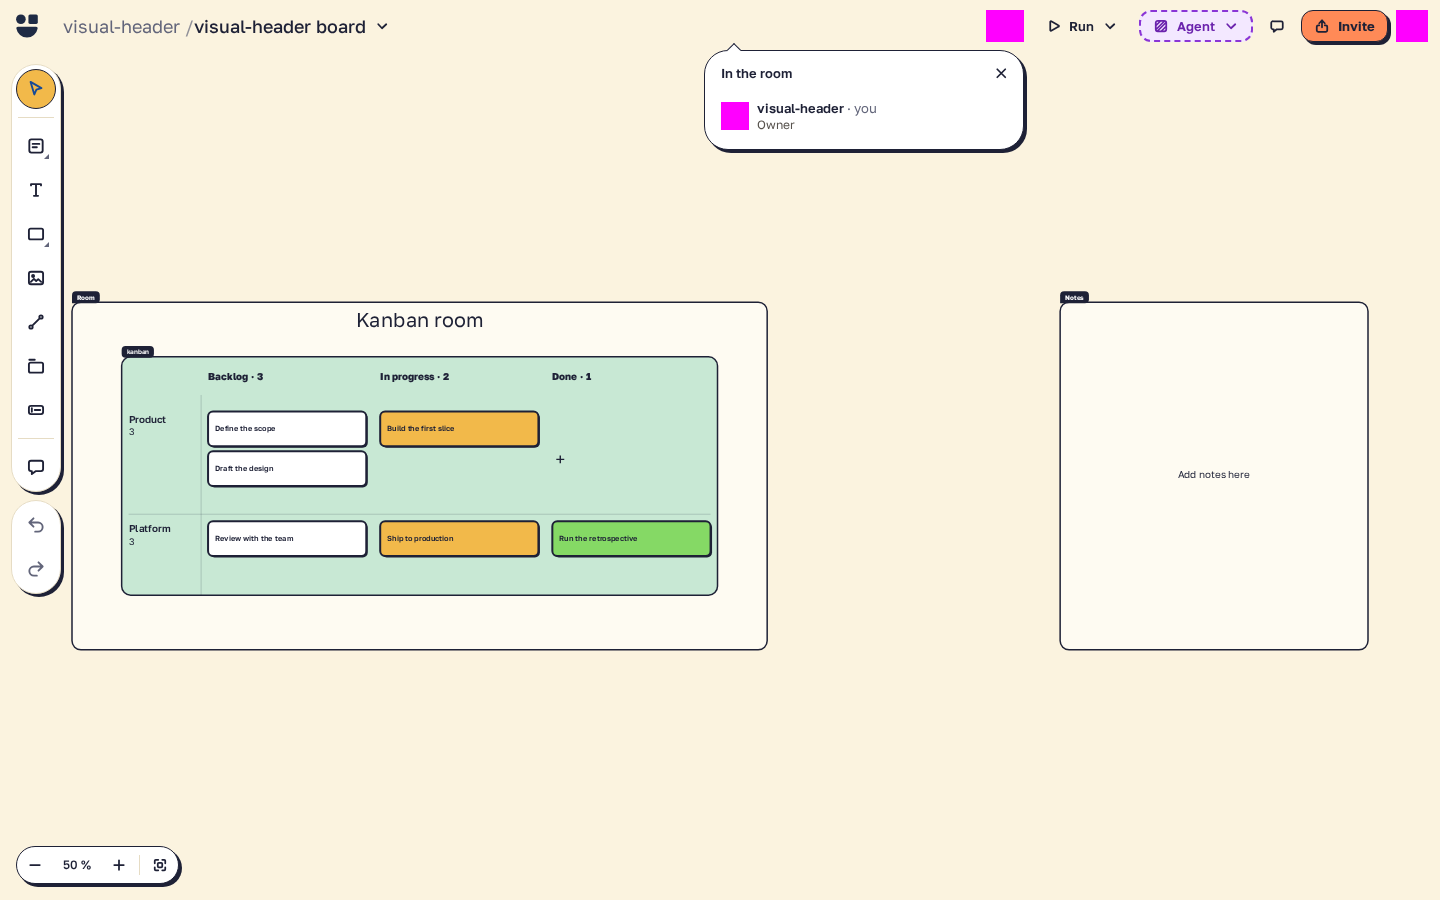 visual-header / visual-header board
Run
Agent
Invite
In the room
visual-header · you
Owner
Room
Kanban room
kanban
Backlog · 3
In progress · 2
Done · 1
Product
3
Define the scope
Build the first slice
Draft the design
+
Platform
3
Review with the team
Ship to production
Run the retrospective
Notes
Add notes here
50 %